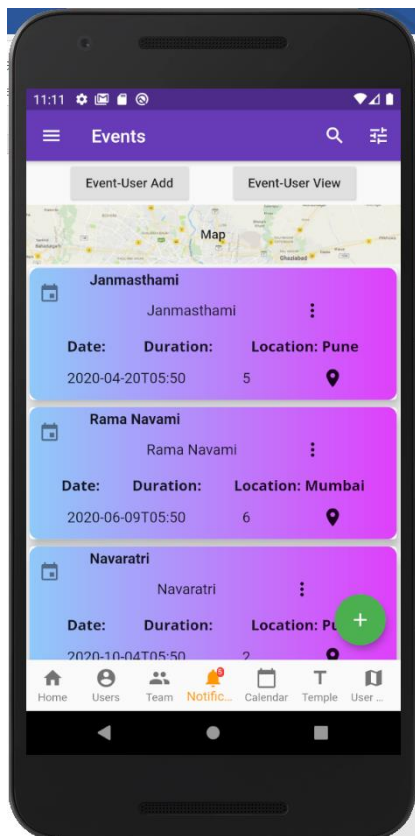 11:11
Events
Event-User Add Event-User View
Map
Ghaziabad
Janmasthami
Janmasthami
Date: Duration: Location: Pune
2020-04-20T05:50 5
Rama Navami
Rama Navami
Date: Duration: Location: Mumbai
2020-06-09T05:50 6
Navaratri
Navaratri
Date: Duration: Location: Pu
2020-10-04T05:50 2
+
Home Users Team Notific... Calendar Temple User ...